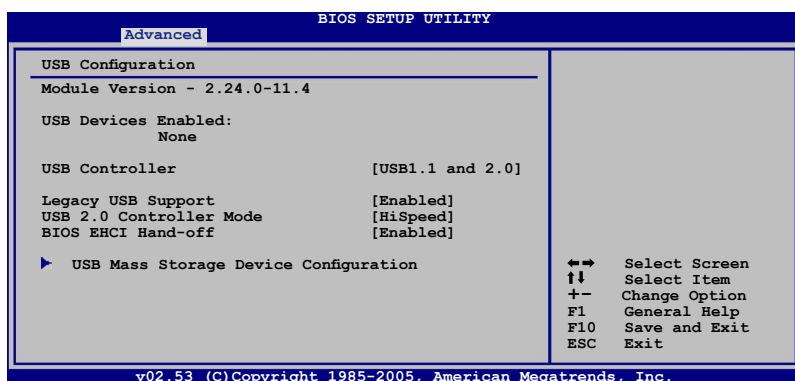 BIOS SETUP UTILITY
Advanced
USB Configuration
Module Version - 2.24.0-11.4
USB Devices Enabled:
None
USB Controller [USB1.1 and 2.0]
Legacy USB Support [Enabled]
USB 2.0 Controller Mode [HiSpeed]
BIOS EHCI Hand-off [Enabled]
USB Mass Storage Device Configuration
←→ Select Screen
↑↓ Select Item
+- Change Option
F1 General Help
F10 Save and Exit
ESC Exit
v02.53 (C)Copyright 1985-2005, American Megatrends, Inc.